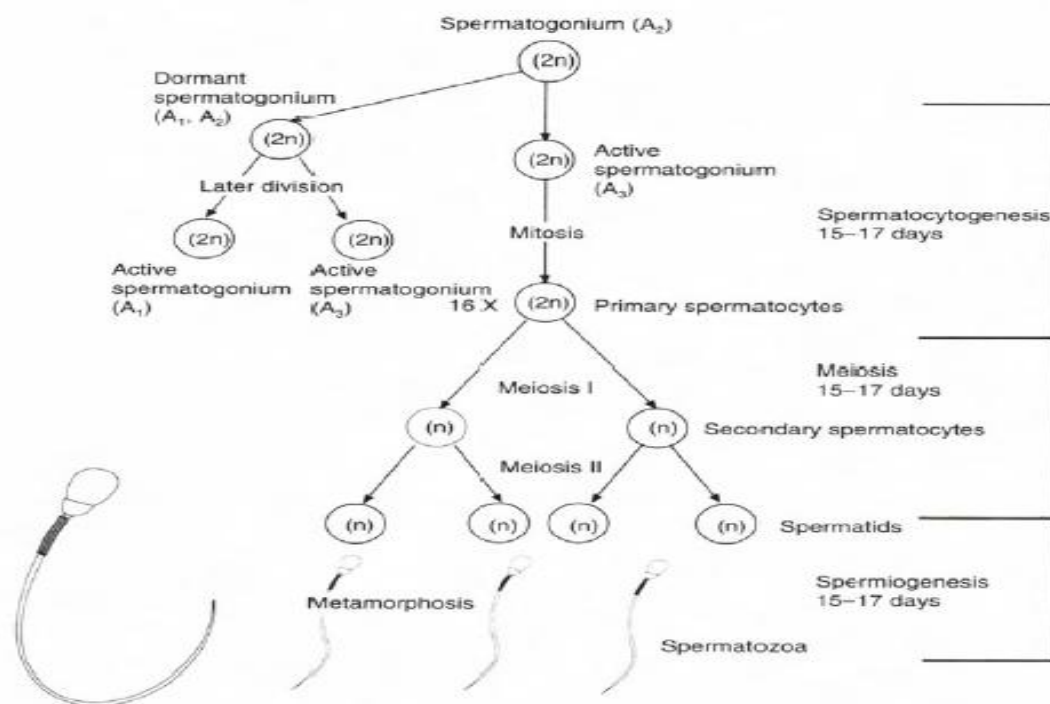 Spermatogonium (A₂)
(2n)
Dormant
spermatogonium
(A₁, A₂)
(2n)
(2n)
Active
spermatogonium
(A₃)
Later division
Mitosis
(2n)
(2n)
Active
spermatogonium
(A₁)
Active
spermatogonium
(A₃)
16 X
(2n)
Primary spermatocytes
Spermatocytogenesis
15–17 days
Meiosis I
Meiosis
15–17 days
(n)
(n)
Secondary spermatocytes
Meiosis II
(n)
(n)
(n)
(n)
Spermatids
Metamorphosis
Spermiogenesis
15–17 days
Spermatozoa